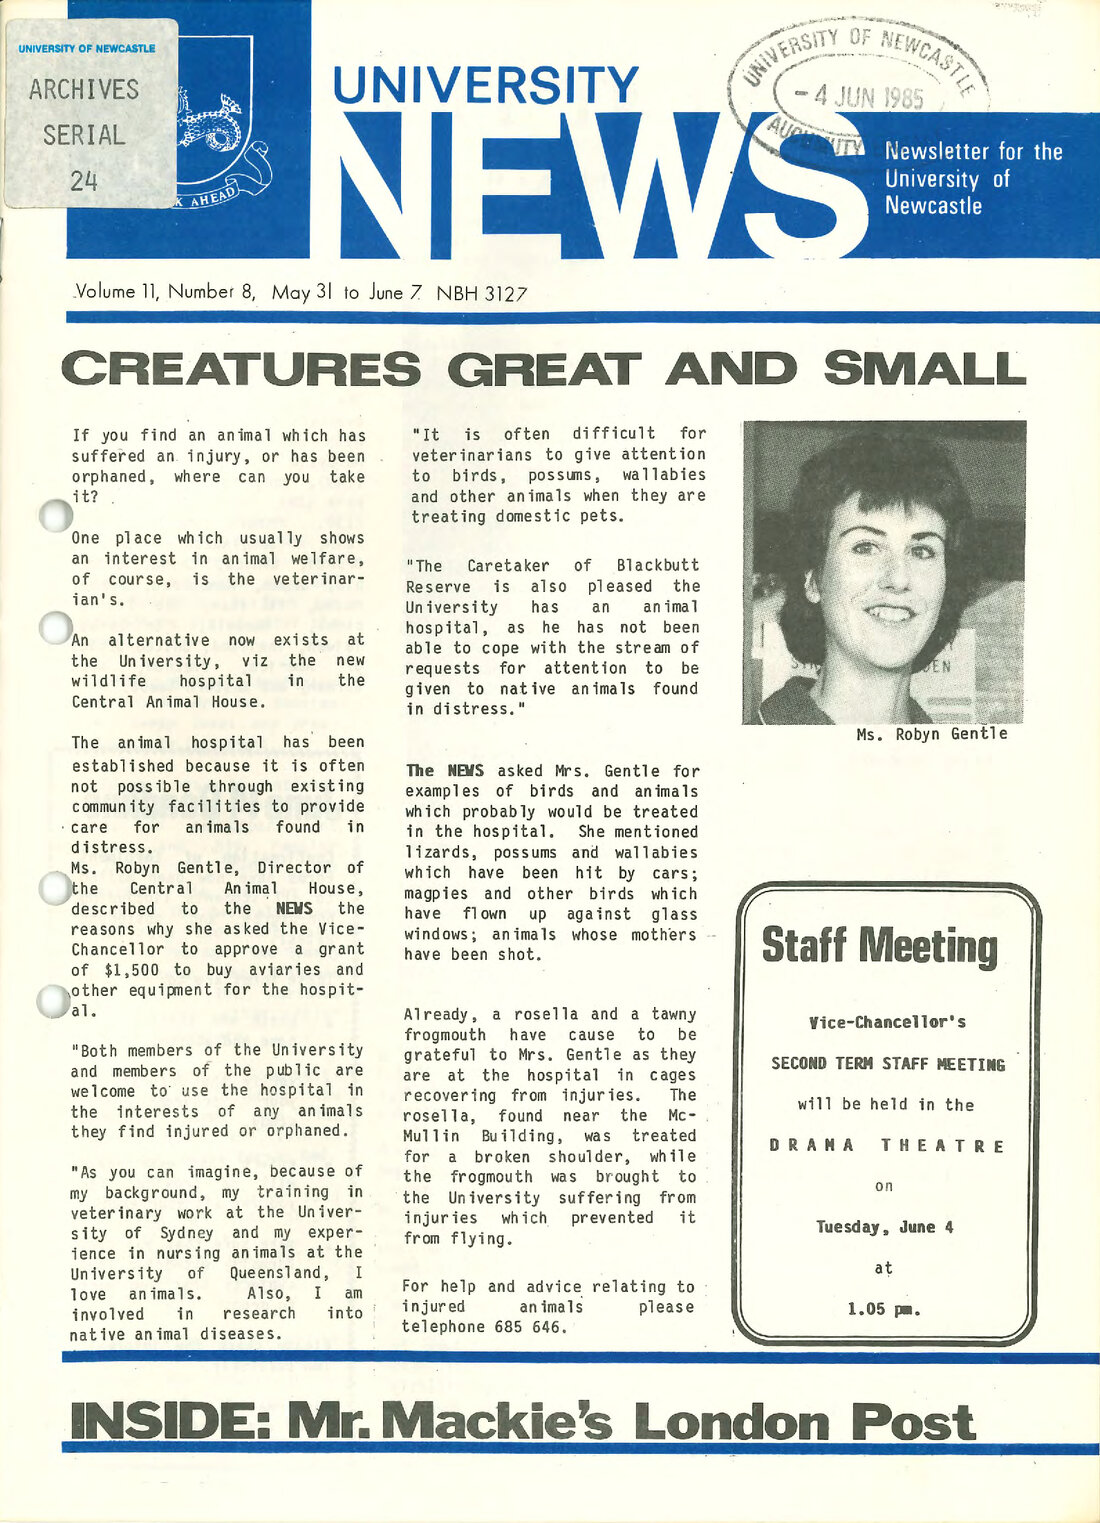 UNIVERSITY OF NEWCASTLE
ARCHIVES
SERIAL
24
AHEAD
UNIVERSITY
NEWS
UNIVERSITY OF NEWCASTLE
- 4 JUN 1985
AUCHMUTY
Newsletter for the
University of
Newcastle
Volume 11, Number 8, May 31 to June 7. NBH 3127
CREATURES GREAT AND SMALL
If you find an animal which has
suffered an injury, or has been
orphaned, where can you take
it?
One place which usually shows
an interest in animal welfare,
of course, is the veterinar-
ian's.
An alternative now exists at
the University, viz the new
wildlife hospital in the
Central Animal House.
The animal hospital has been
established because it is often
not possible through existing
community facilities to provide
care for animals found in
distress.
Ms. Robyn Gentle, Director of
the Central Animal House,
described to the NEWS the
reasons why she asked the Vice-
Chancellor to approve a grant
of $1,500 to buy aviaries and
other equipment for the hospit-
al.
"Both members of the University
and members of the public are
welcome to use the hospital in
the interests of any animals
they find injured or orphaned.
"As you can imagine, because of
my background, my training in
veterinary work at the Univer-
sity of Sydney and my exper-
ience in nursing animals at the
University of Queensland, I
love animals. Also, I am
involved in research into
native animal diseases.
"It is often difficult for
veterinarians to give attention
to birds, possums, wallabies
and other animals when they are
treating domestic pets.
"The Caretaker of Blackbutt
Reserve is also pleased the
University has an animal
hospital, as he has not been
able to cope with the stream of
requests for attention to be
given to native animals found
in distress."
The NEWS asked Mrs. Gentle for
examples of birds and animals
which probably would be treated
in the hospital. She mentioned
lizards, possums and wallabies
which have been hit by cars;
magpies and other birds which
have flown up against glass
windows; animals whose mothers
have been shot.
Already, a rosella and a tawny
frogmouth have cause to be
grateful to Mrs. Gentle as they
are at the hospital in cages
recovering from injuries. The
rosella, found near the Mc-
Mullin Building, was treated
for a broken shoulder, while
the frogmouth was brought to
the University suffering from
injuries which prevented it
from flying.
For help and advice relating to
injured animals please
telephone 685 646.
Ms. Robyn Gentle
Staff Meeting
Vice-Chancellor's
SECOND TERM STAFF MEETING
will be held in the
DRAMA THEATRE
on
Tuesday, June 4
at
1.05 pm.
INSIDE: Mr. Mackie's London Post